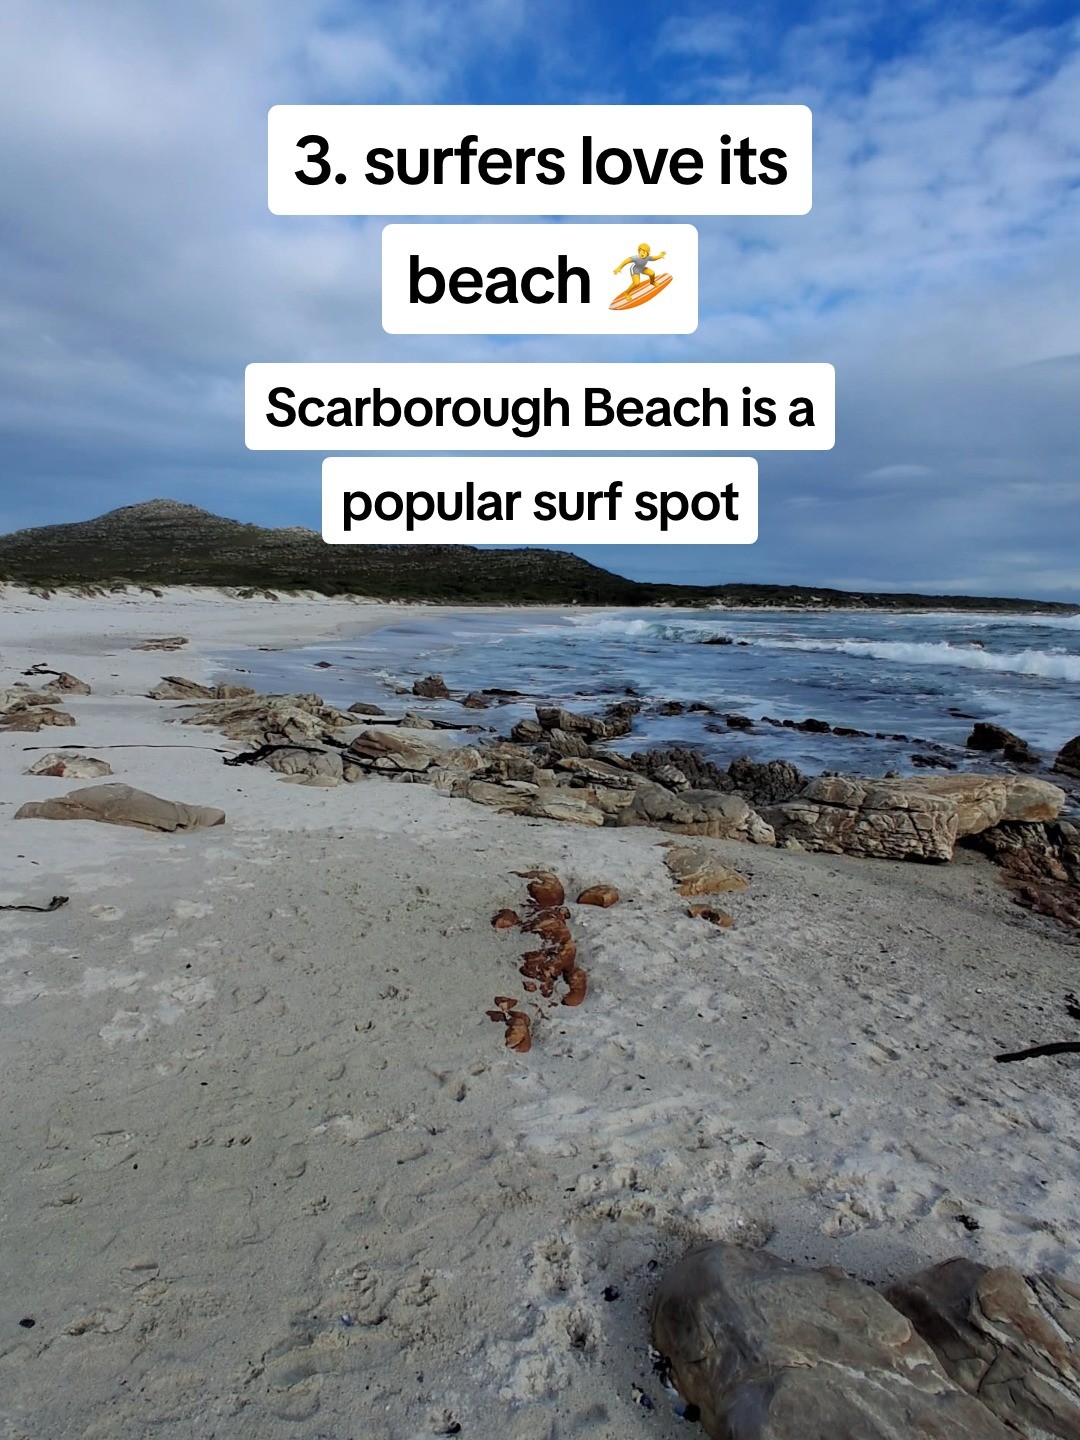 3. surfers love its
beach 🏄
Scarborough Beach is a
popular surf spot